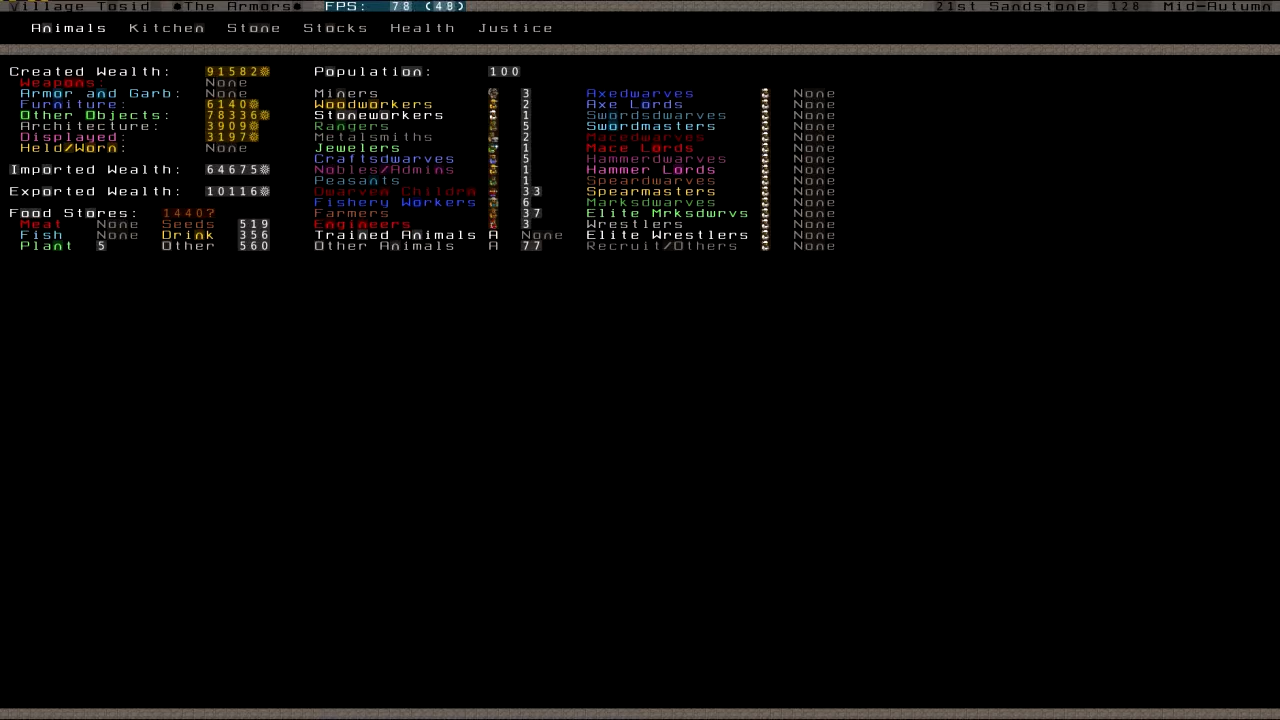 Village Tosid "The Armors" FPS: 78 (48) 21st Sandstone 128 Mid-Autumn
Animals Kitchen Stone Stocks Health Justice
Created Wealth: 91582☼ Population: 100
Weapons: None
Armor and Garb: None Miners 3 Axedwarves None
Furniture: 6140☼ Woodworkers 2 Axe Lords None
Other Objects: 78336☼ Stoneworkers 1 Swordsdwarves None
Architecture: 3909☼ Rangers 5 Swordmasters None
Displayed: 3197☼ Metalsmiths 2 Macedwarves None
Held/Worn: None Jewelers 1 Mace Lords None
Craftsdwarves 5 Hammerdwarves None
Imported Wealth: 64675☼ Nobles/Admins 1 Hammer Lords None
Peasants 1 Speardwarves None
Exported Wealth: 10116☼ Dwarven Childrn 33 Spearmasters None
Fishery Workers 6 Marksdwarves None
Food Stores: 1440? Farmers 37 Elite Mrksdwrvs None
Meat None Seeds 519 Engineers 3 Wrestlers None
Fish None Drink 356 Trained Animals A None Elite Wrestlers None
Plant 5 Other 560 Other Animals A 77 Recruit/Others None